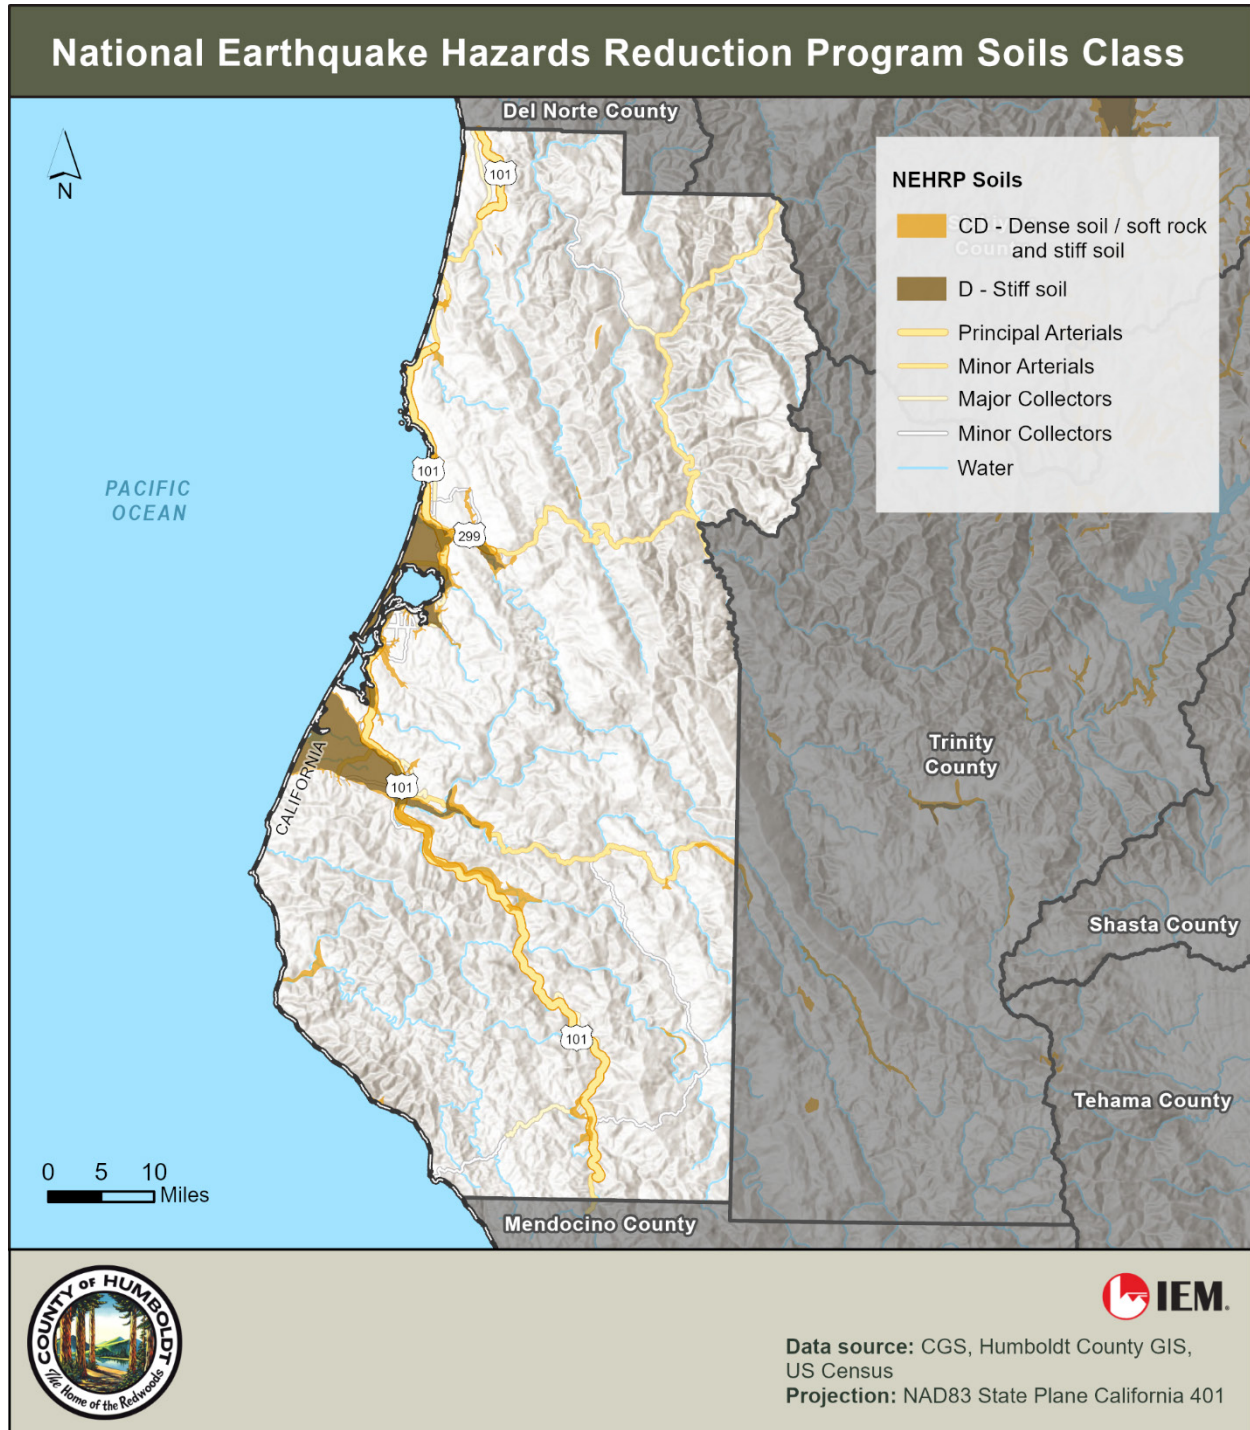 National Earthquake Hazards Reduction Program Soils Class
Del Norte County
N
101
NEHRP Soils
CD - Dense soil / soft rock
and stiff soil
D - Stiff soil
Principal Arterials
Minor Arterials
Major Collectors
Minor Collectors
Water
PACIFIC
OCEAN
101
299
CALIFORNIA
101
Trinity
County
Shasta County
101
Tehama County
0 5 10
Miles
Mendocino County
COUNTY OF HUMBOLDT
The Home of the Redwoods
IEM.
Data source: CGS, Humboldt County GIS,
US Census
Projection: NAD83 State Plane California 401